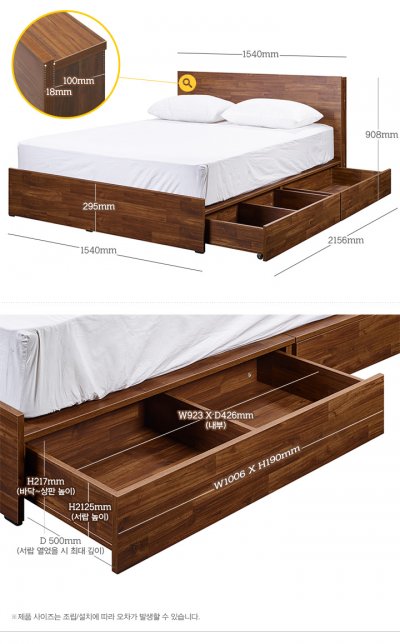 1540mm
100mm
18mm
908mm
295mm
1540mm
2156mm
W923 X D426mm
(내부)
W1006 X H190mm
H217mm
(바닥~상판 높이)
H2125mm
(서랍 높이)
D 500mm
(서랍 열었을 시 최대 깊이)
※ 제품 사이즈는 조립/설치에 따라 오차가 발생할 수 있습니다.